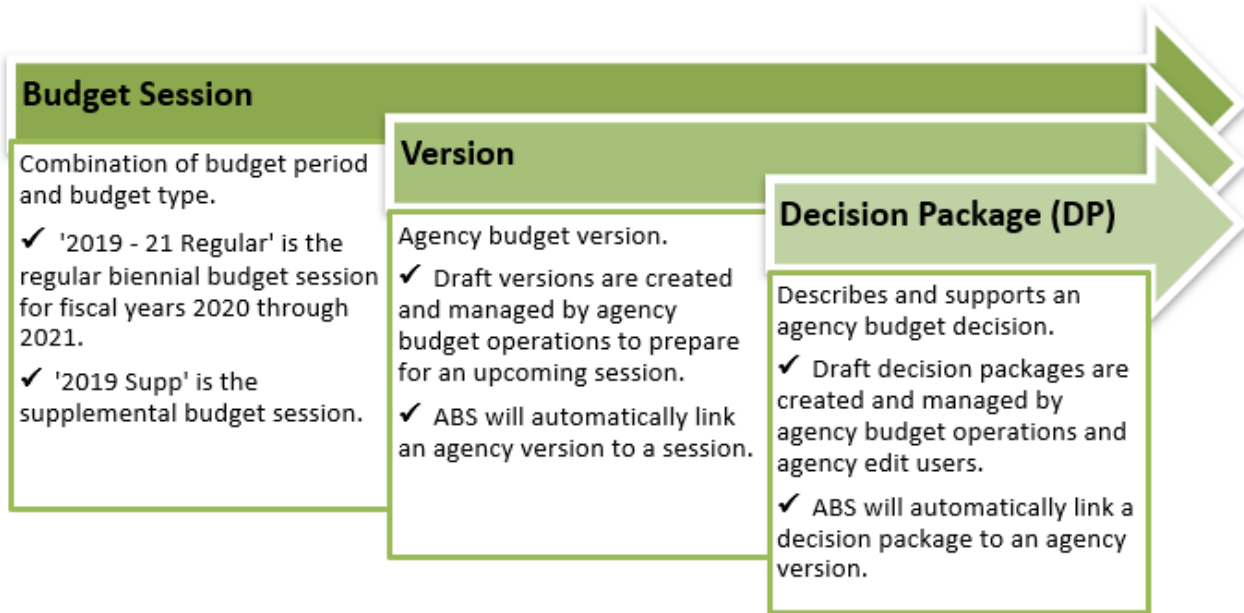 Budget Session
Combination of budget period
and budget type.
✓ '2019 - 21 Regular' is the
regular biennial budget session
for fiscal years 2020 through
2021.
✓ '2019 Supp' is the
supplemental budget session.
Version
Agency budget version.
✓ Draft versions are created
and managed by agency
budget operations to prepare
for an upcoming session.
✓ ABS will automatically link
an agency version to a session.
Decision Package (DP)
Describes and supports an
agency budget decision.
✓ Draft decision packages are
created and managed by
agency budget operations and
agency edit users.
✓ ABS will automatically link a
decision package to an agency
version.